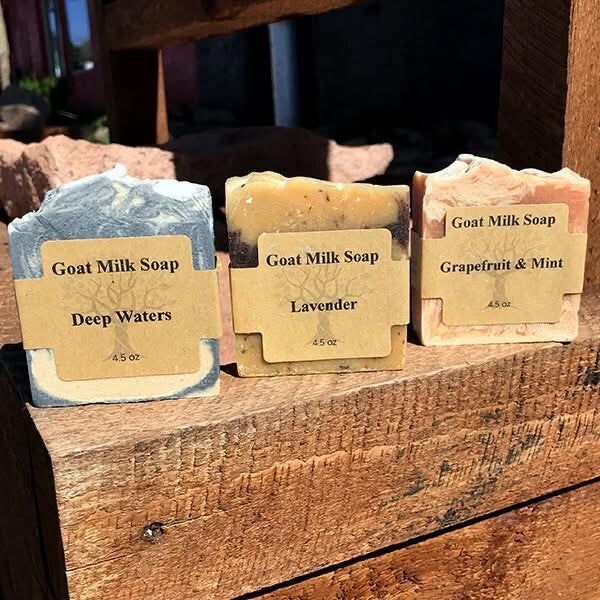 Goat Milk Soap
Deep Waters
4.5 oz
Goat Milk Soap
Lavender
4.5 oz
Goat Milk Soap
Grapefruit & Mint
4.5 oz